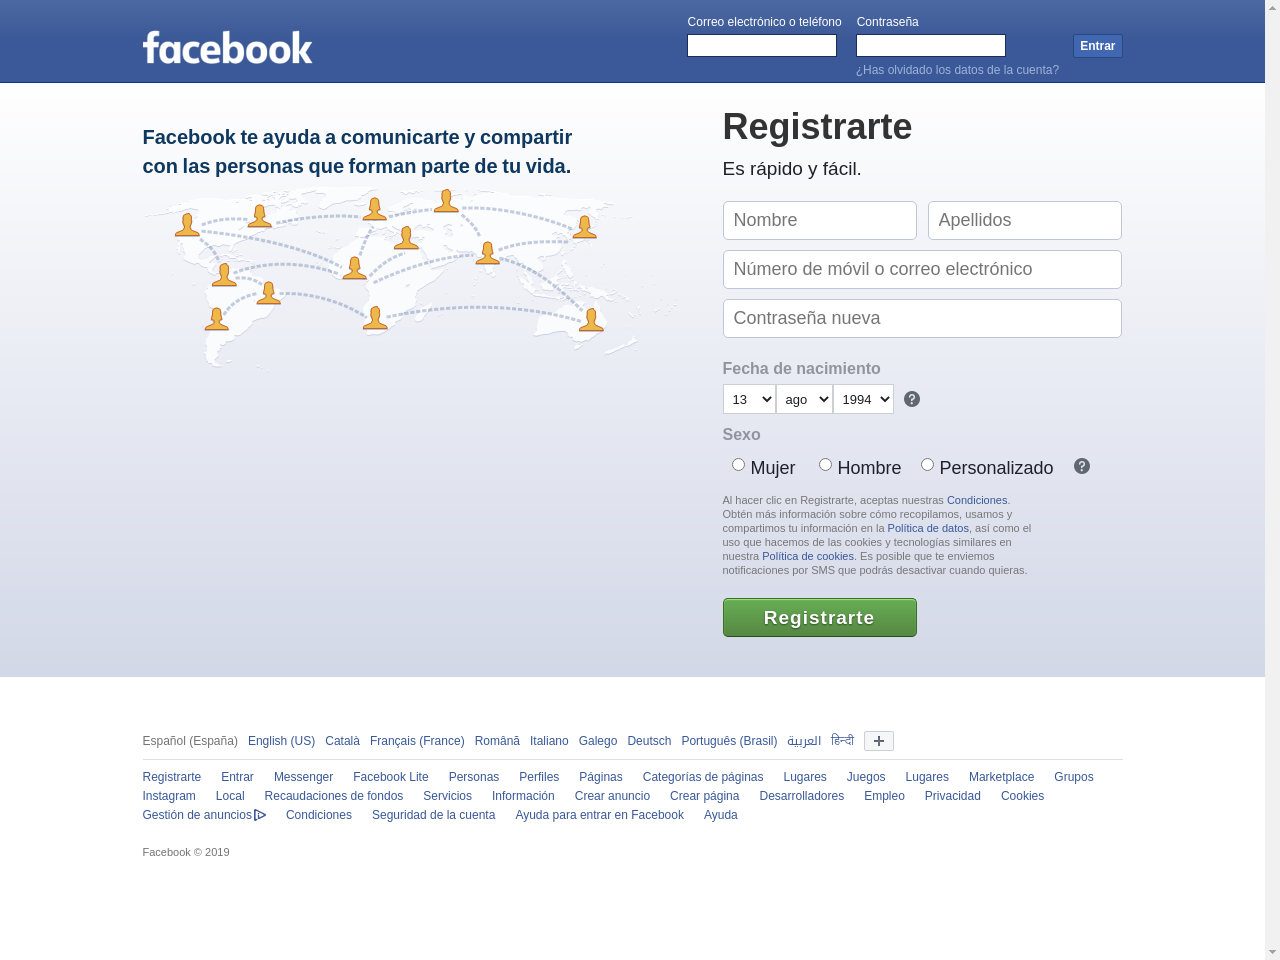 facebook
Correo electrónico o teléfono
Contraseña
Entrar
¿Has olvidado los datos de la cuenta?
Facebook te ayuda a comunicarte y compartir
con las personas que forman parte de tu vida.
Registrarte
Es rápido y fácil.
Nombre
Apellidos
Número de móvil o correo electrónico
Contraseña nueva
Fecha de nacimiento
13 ago 1994 ?
Sexo
Mujer Hombre Personalizado ?
Al hacer clic en Registrarte, aceptas nuestras Condiciones.
Obtén más información sobre cómo recopilamos, usamos y
compartimos tu información en la Política de datos, así como el
uso que hacemos de las cookies y tecnologías similares en
nuestra Política de cookies. Es posible que te enviemos
notificaciones por SMS que podrás desactivar cuando quieras.
Registrarte
Español (España) English (US) Català Français (France) Română Italiano Galego Deutsch Português (Brasil) العربية हिन्दी +
Registrarte Entrar Messenger Facebook Lite Personas Perfiles Páginas Categorías de páginas Lugares Juegos Lugares Marketplace Grupos
Instagram Local Recaudaciones de fondos Servicios Información Crear anuncio Crear página Desarrolladores Empleo Privacidad Cookies
Gestión de anuncios Condiciones Seguridad de la cuenta Ayuda para entrar en Facebook Ayuda
Facebook © 2019